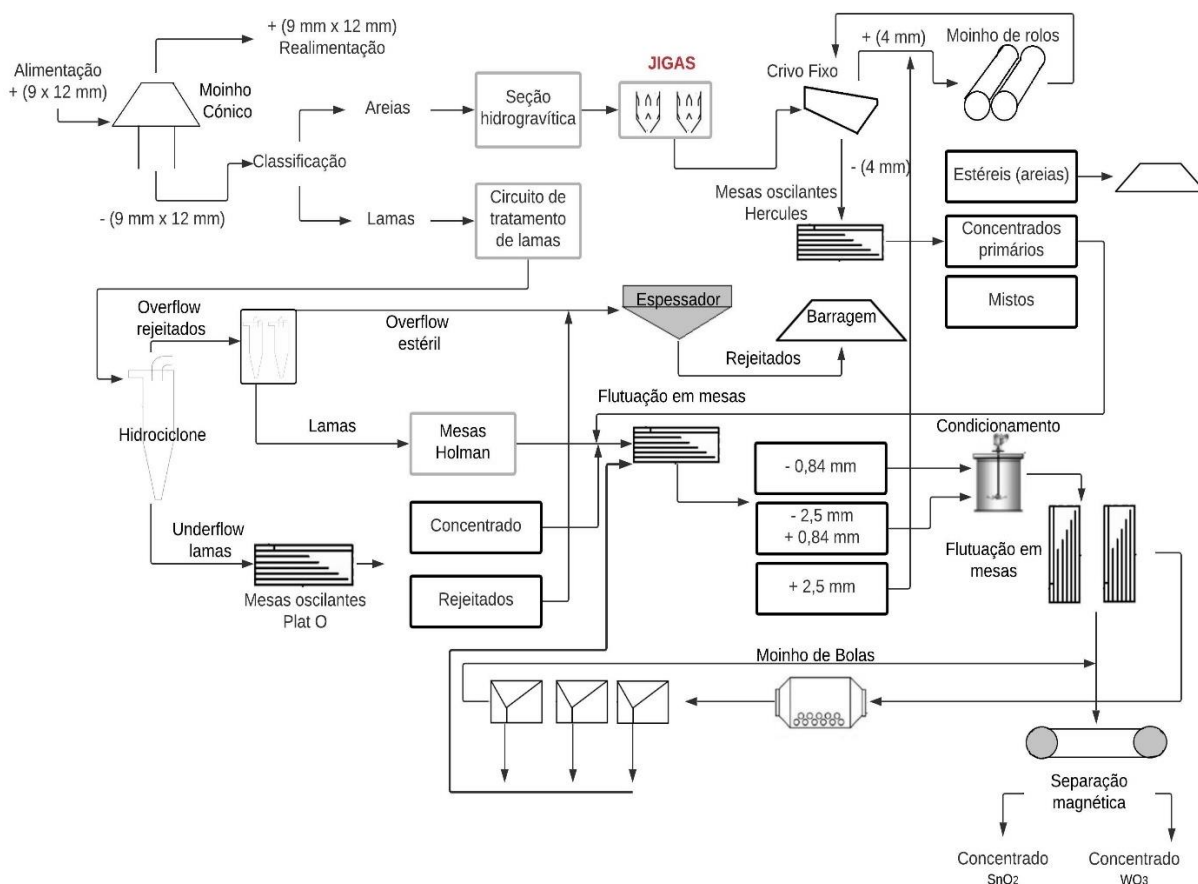 + (9 mm x 12 mm)
Realimentação
Alimentação
+ (9 x 12 mm)
Moinho
Cónico
- (9 mm x 12 mm)
Classificação
Areias
Lamas
Seção
hidrogravítica
JIGAS
Circuito de
tratamento
de lamas
Crivo Fixo
+ (4 mm)
Moinho de rolos
- (4 mm)
Mesas oscilantes
Hercules
Estéreis (areias)
Concentrados
primários
Mistos
Overflow
rejeitados
Overflow
estéril
Espessador
Barragem
Rejeitados
Hidrociclone
Lamas
Mesas
Holman
Flutuação em mesas
Underflow
lamas
Mesas oscilantes
Plat O
Concentrado
Rejeitados
- 0,84 mm
- 2,5 mm
+ 0,84 mm
+ 2,5 mm
Condicionamento
Flutuação em
mesas
Moinho de Bolas
Separação
magnética
Concentrado
SnO2
Concentrado
WO3